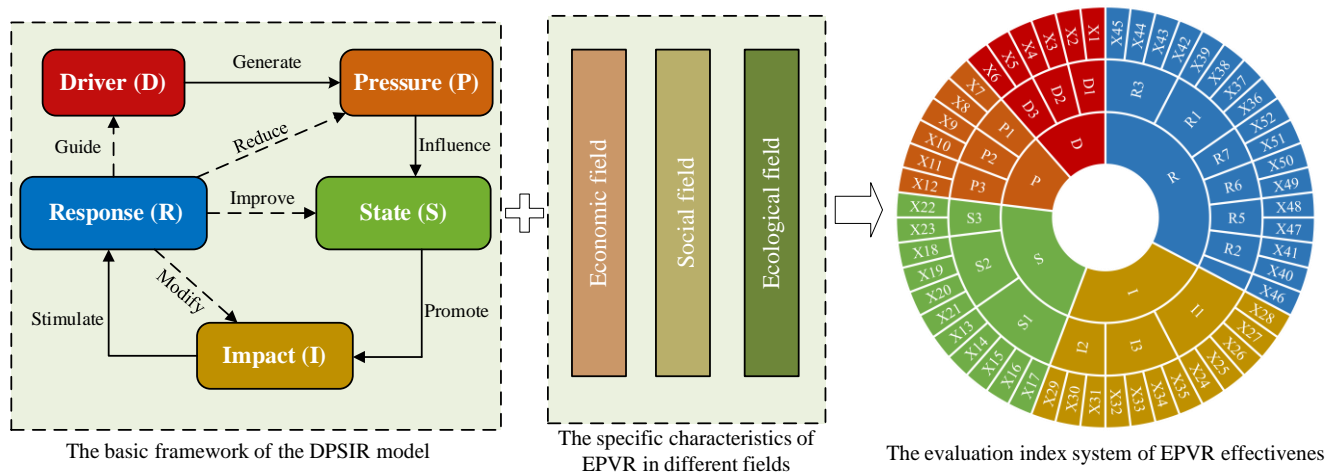 Driver (D)
Generate
Pressure (P)
Guide
Reduce
Influence
Response (R)
Improve
State (S)
Modify
Stimulate
Promote
Impact (I)
The basic framework of the DPSIR model
Economic field
Social field
Ecological field
The specific characteristics of
EPVR in different fields
X45
X44
X43
X42
X39
X38
X37
X36
X52
X51
X50
X49
X48
X47
X41
X40
X46
X28
X27
X26
X25
X24
X35
X34
X33
X32
X31
X30
X29
X17
X16
X15
X14
X13
X21
X20
X19
X18
X23
X22
X12
X11
X10
X9
X8
X7
X6
X5
X4
X3
X2
X1
R3
R1
R7
R6
R5
R2
I1
I3
I2
S1
S2
S3
P3
P2
P1
D3
D2
D1
R
I
S
P
D
The evaluation index system of EPVR effectivenes